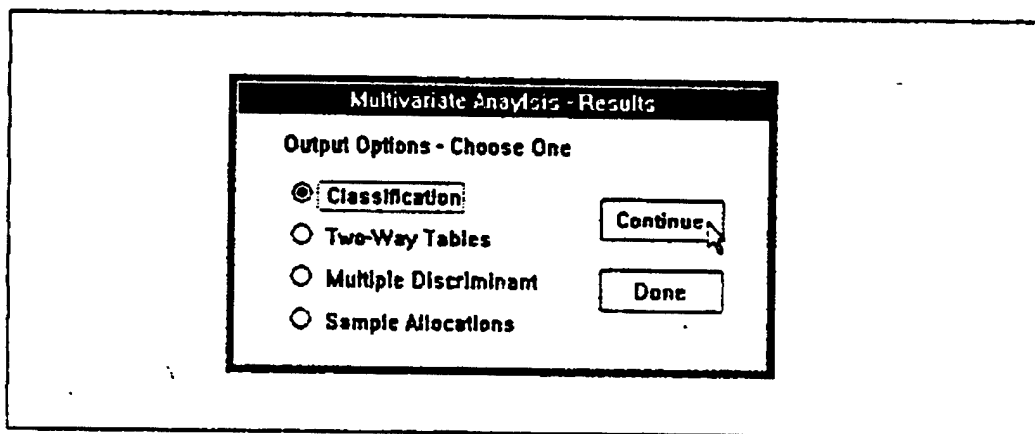 Multivariate Anaylsis - Results
Output Options - Choose One
Classification
Two-Way Tables
Multiple Discriminant
Sample Allocations
Continue
Done